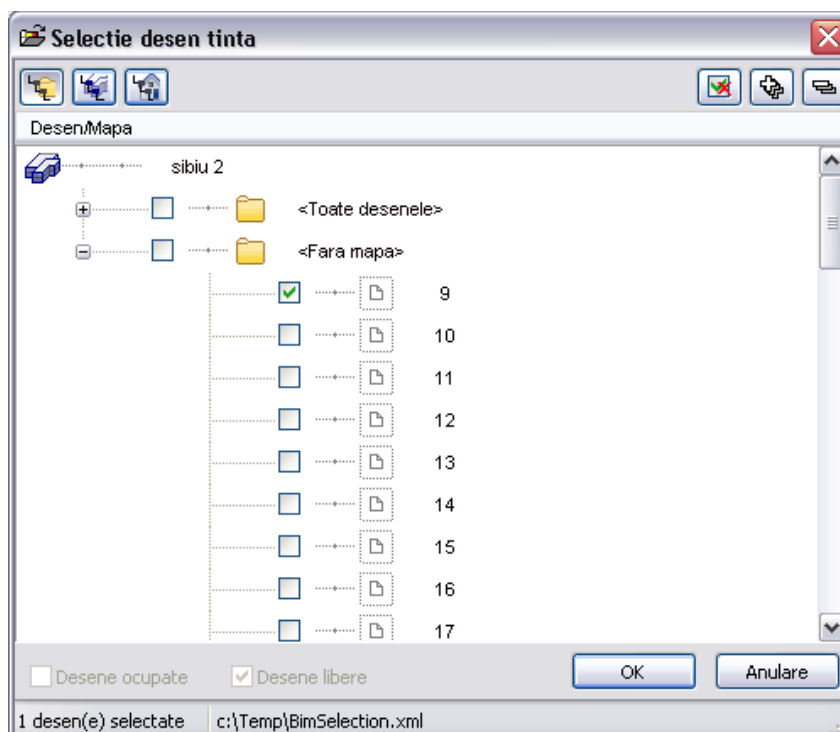 Selectie desen tinta
Desen/Mapa
sibiu 2
<Toate desenele>
<Fara mapa>
9
10
11
12
13
14
15
16
17
Desene ocupate
Desene libere
OK
Anulare
1 desen(e) selectate
c:\Temp\BimSelection.xml